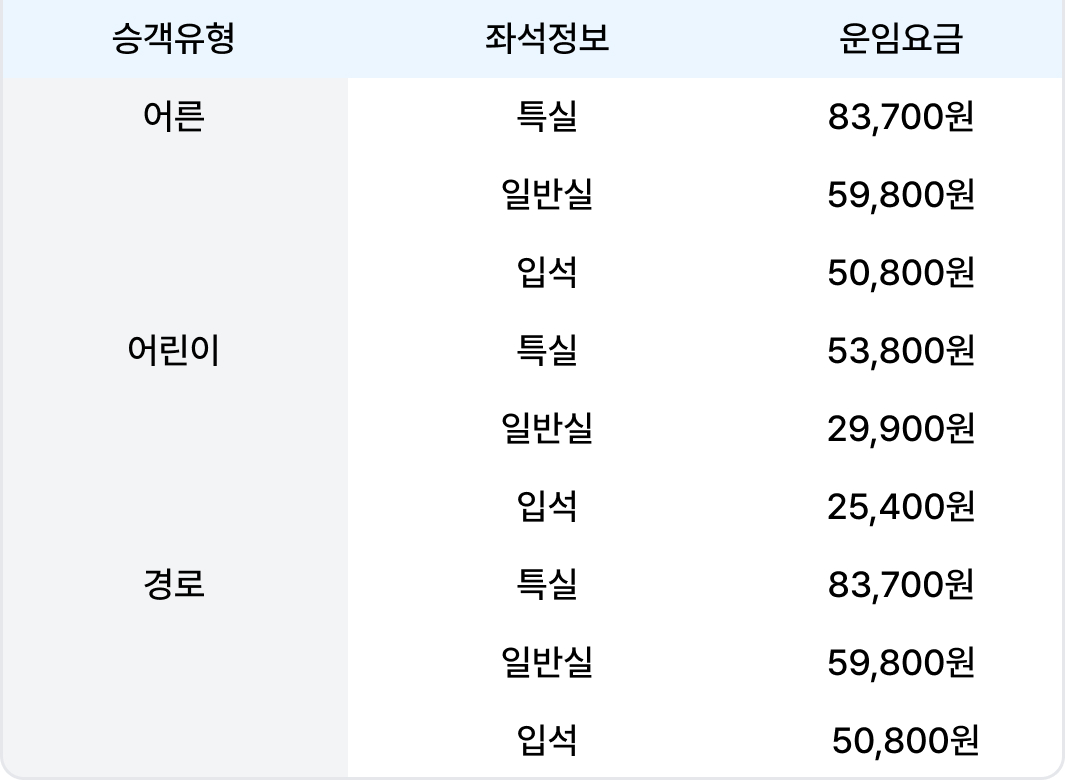 승객유형 좌석정보 운임요금
어른 특실 83,700원
일반실 59,800원
입석 50,800원
어린이 특실 53,800원
일반실 29,900원
입석 25,400원
경로 특실 83,700원
일반실 59,800원
입석 50,800원